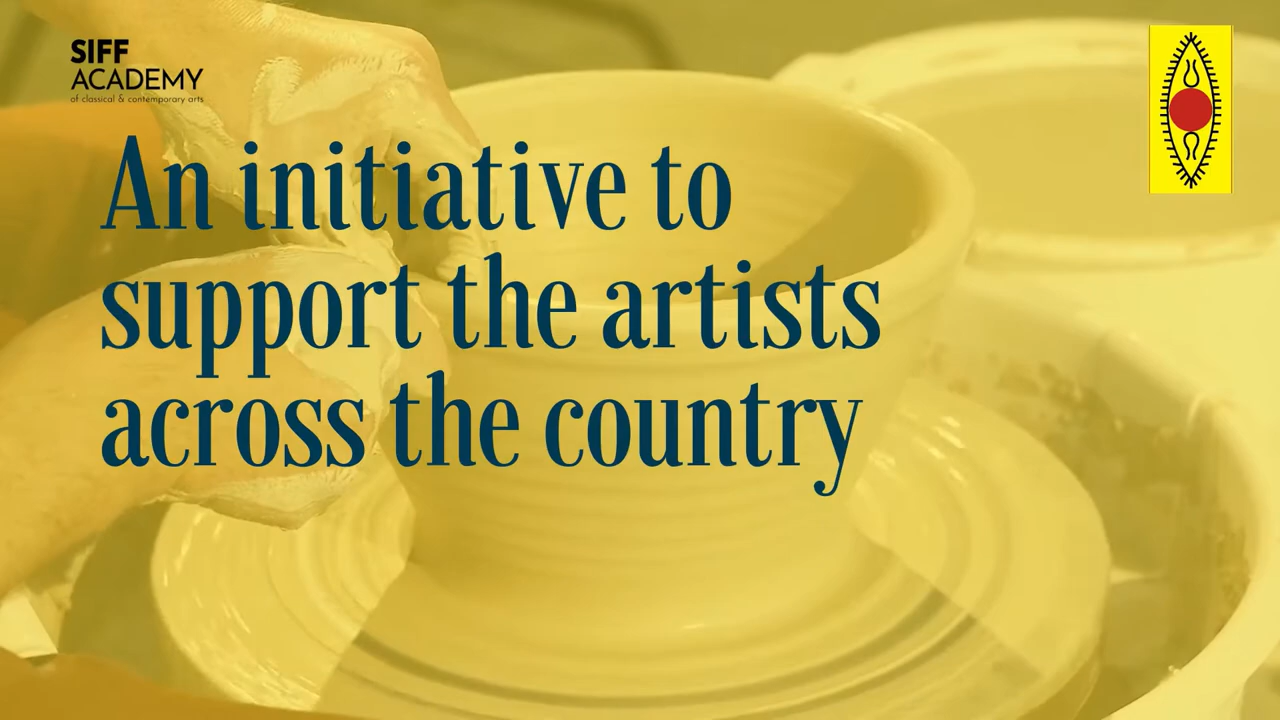 SIFF
ACADEMY
of classical & contemporary arts
An initiative to
support the artists
across the country